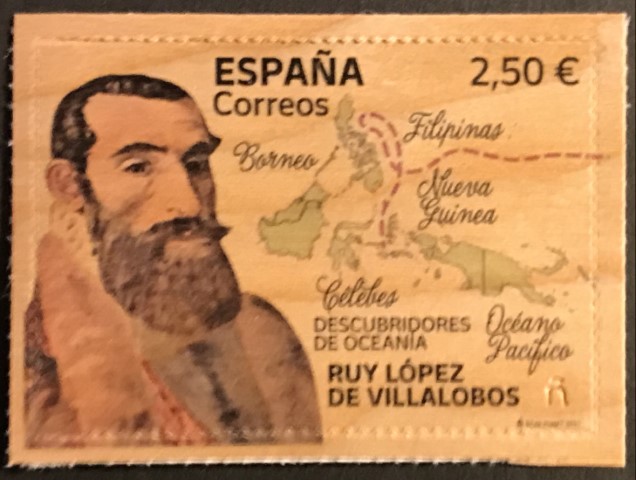 ESPAÑA
Correos
2,50 €
Filipinas
Borneo
Nueva
Guinea
Célebes
DESCUBRIDORES
DE OCEANÍA
Océano
Pacífico
RUY LÓPEZ
DE VILLALOBOS
Ñ